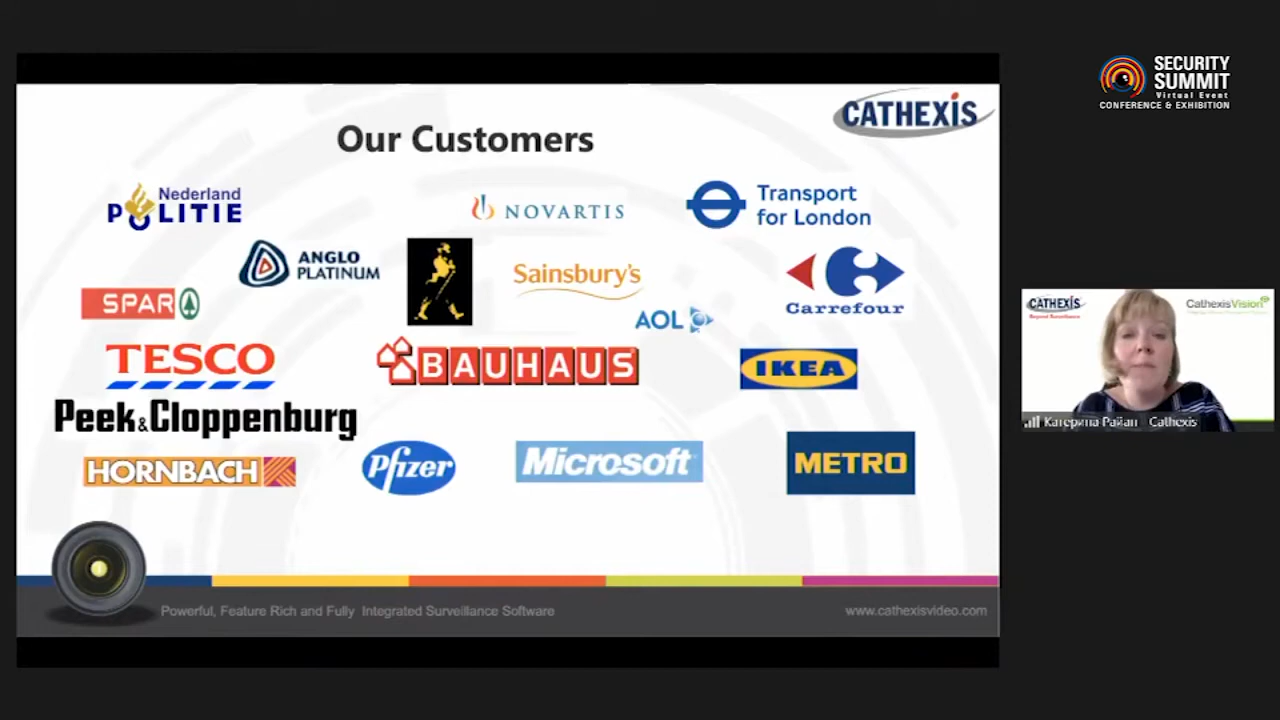 Our Customers
CATHEXIS
Nederland
POLITIE
NOVARTIS
Transport
for London
ANGLO
PLATINUM
Sainsbury's
Carrefour
SPAR
AOL
TESCO
BAUHAUS
IKEA
Peek&Cloppenburg
HORNBACH
Pfizer
Microsoft
METRO
Powerful, Feature Rich and Fully Integrated Surveillance Software
www.cathexisvideo.com
SECURITY
SUMMIT
Virtual Event
CONFERENCE & EXHIBITION
CATHEXIS
Beyond Surveillance
CathexisVision
Катерина Райан - Cathexis